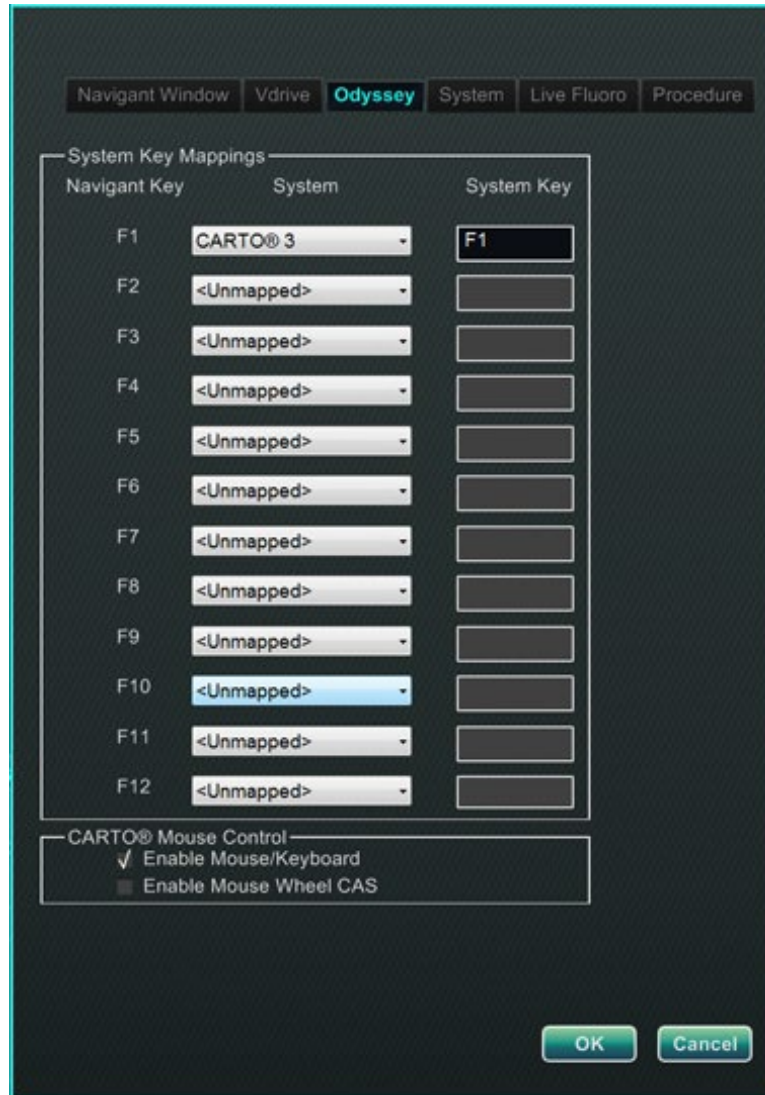 Navigant Window Vdrive Odyssey System Live Fluoro Procedure
System Key Mappings
Navigant Key System System Key
F1 CARTO® 3 F1
F2 <Unmapped>
F3 <Unmapped>
F4 <Unmapped>
F5 <Unmapped>
F6 <Unmapped>
F7 <Unmapped>
F8 <Unmapped>
F9 <Unmapped>
F10 <Unmapped>
F11 <Unmapped>
F12 <Unmapped>
CARTO® Mouse Control
Enable Mouse/Keyboard
Enable Mouse Wheel CAS
OK Cancel